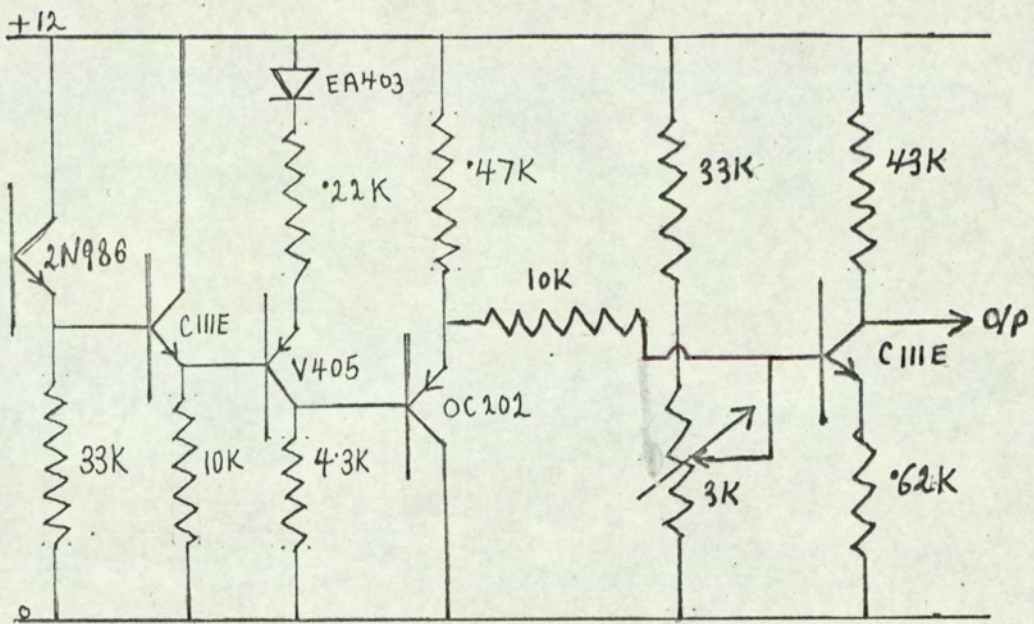 +12
EA403
.22K
.47K
33K
43K
2N986
10K
C111E
V405
O/P
C111E
OC202
33K
10K
4.3K
3K
.62K
0